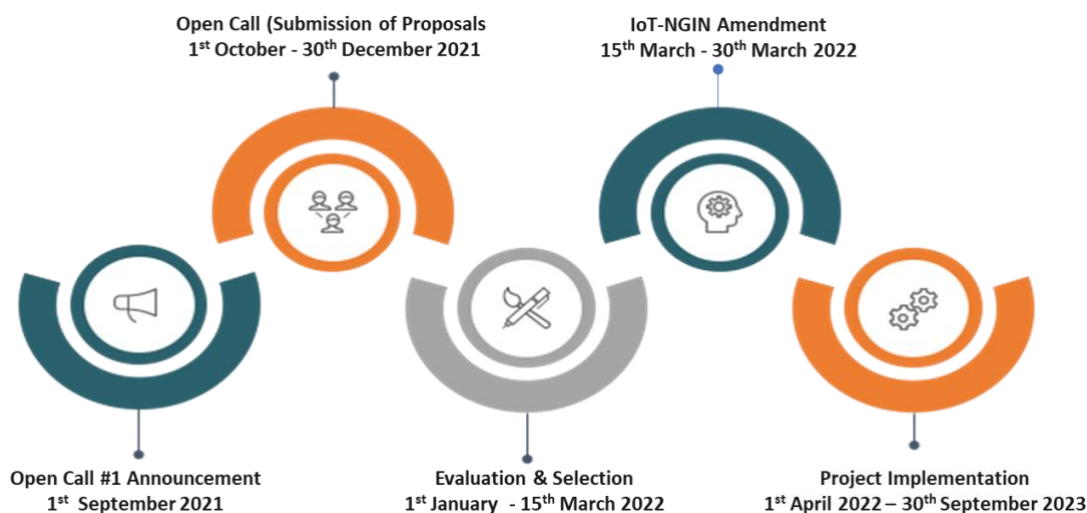 Open Call (Submission of Proposals
1st October - 30th December 2021
IoT-NGIN Amendment
15th March - 30th March 2022
Open Call #1 Announcement
1st September 2021
Evaluation & Selection
1st January - 15th March 2022
Project Implementation
1st April 2022 – 30th September 2023